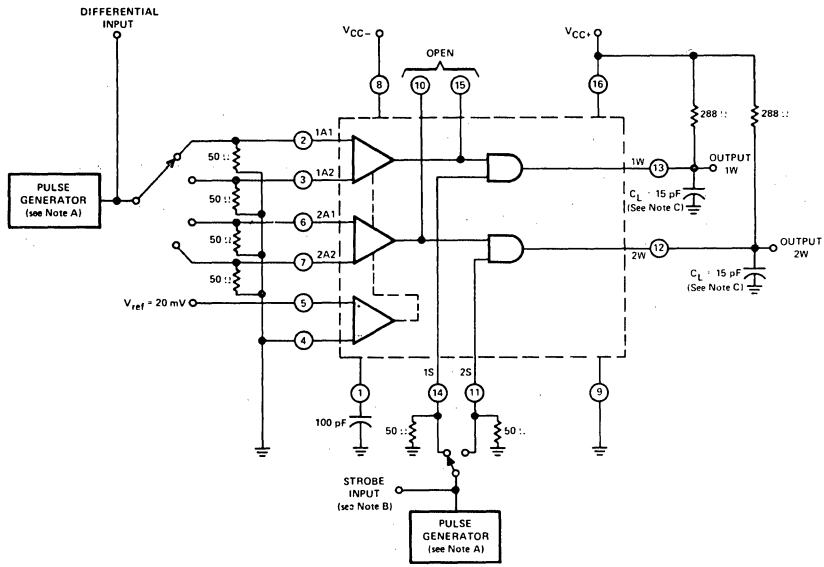 DIFFERENTIAL
INPUT
VCC−
OPEN
VCC+
8
10
15
16
288 Ω
288 Ω
2
1A1
50 Ω
1W
13
OUTPUT
1W
PULSE
GENERATOR
(see Note A)
3
1A2
50 Ω
CL = 15 pF
(See Note C)
6
2A1
50 Ω
7
2A2
2W
12
OUTPUT
2W
50 Ω
CL = 15 pF
(See Note C)
Vref = 20 mV
5
+
−
4
1S
2S
1
14
11
9
100 pF
50 Ω
50 Ω
STROBE
INPUT
(see Note B)
PULSE
GENERATOR
(see Note A)